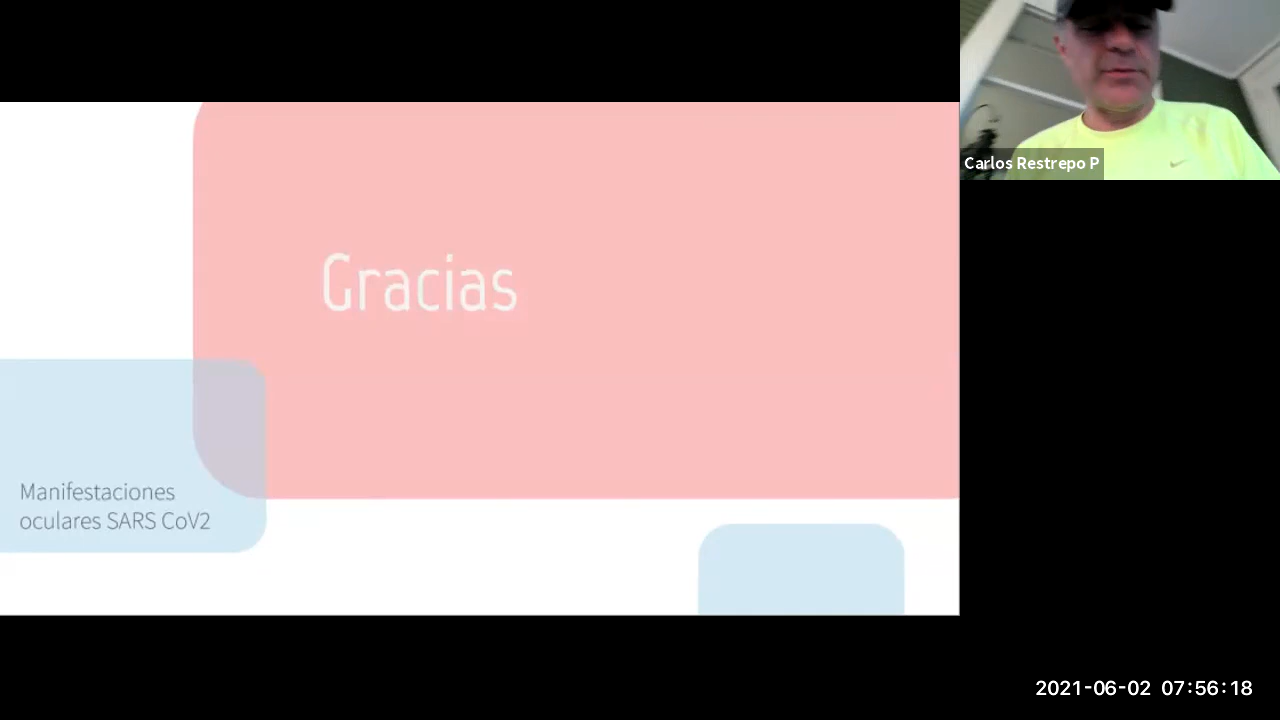 Carlos Restrepo P
Gracias
Manifestaciones
oculares SARS CoV2
2021-06-02 07:56:18